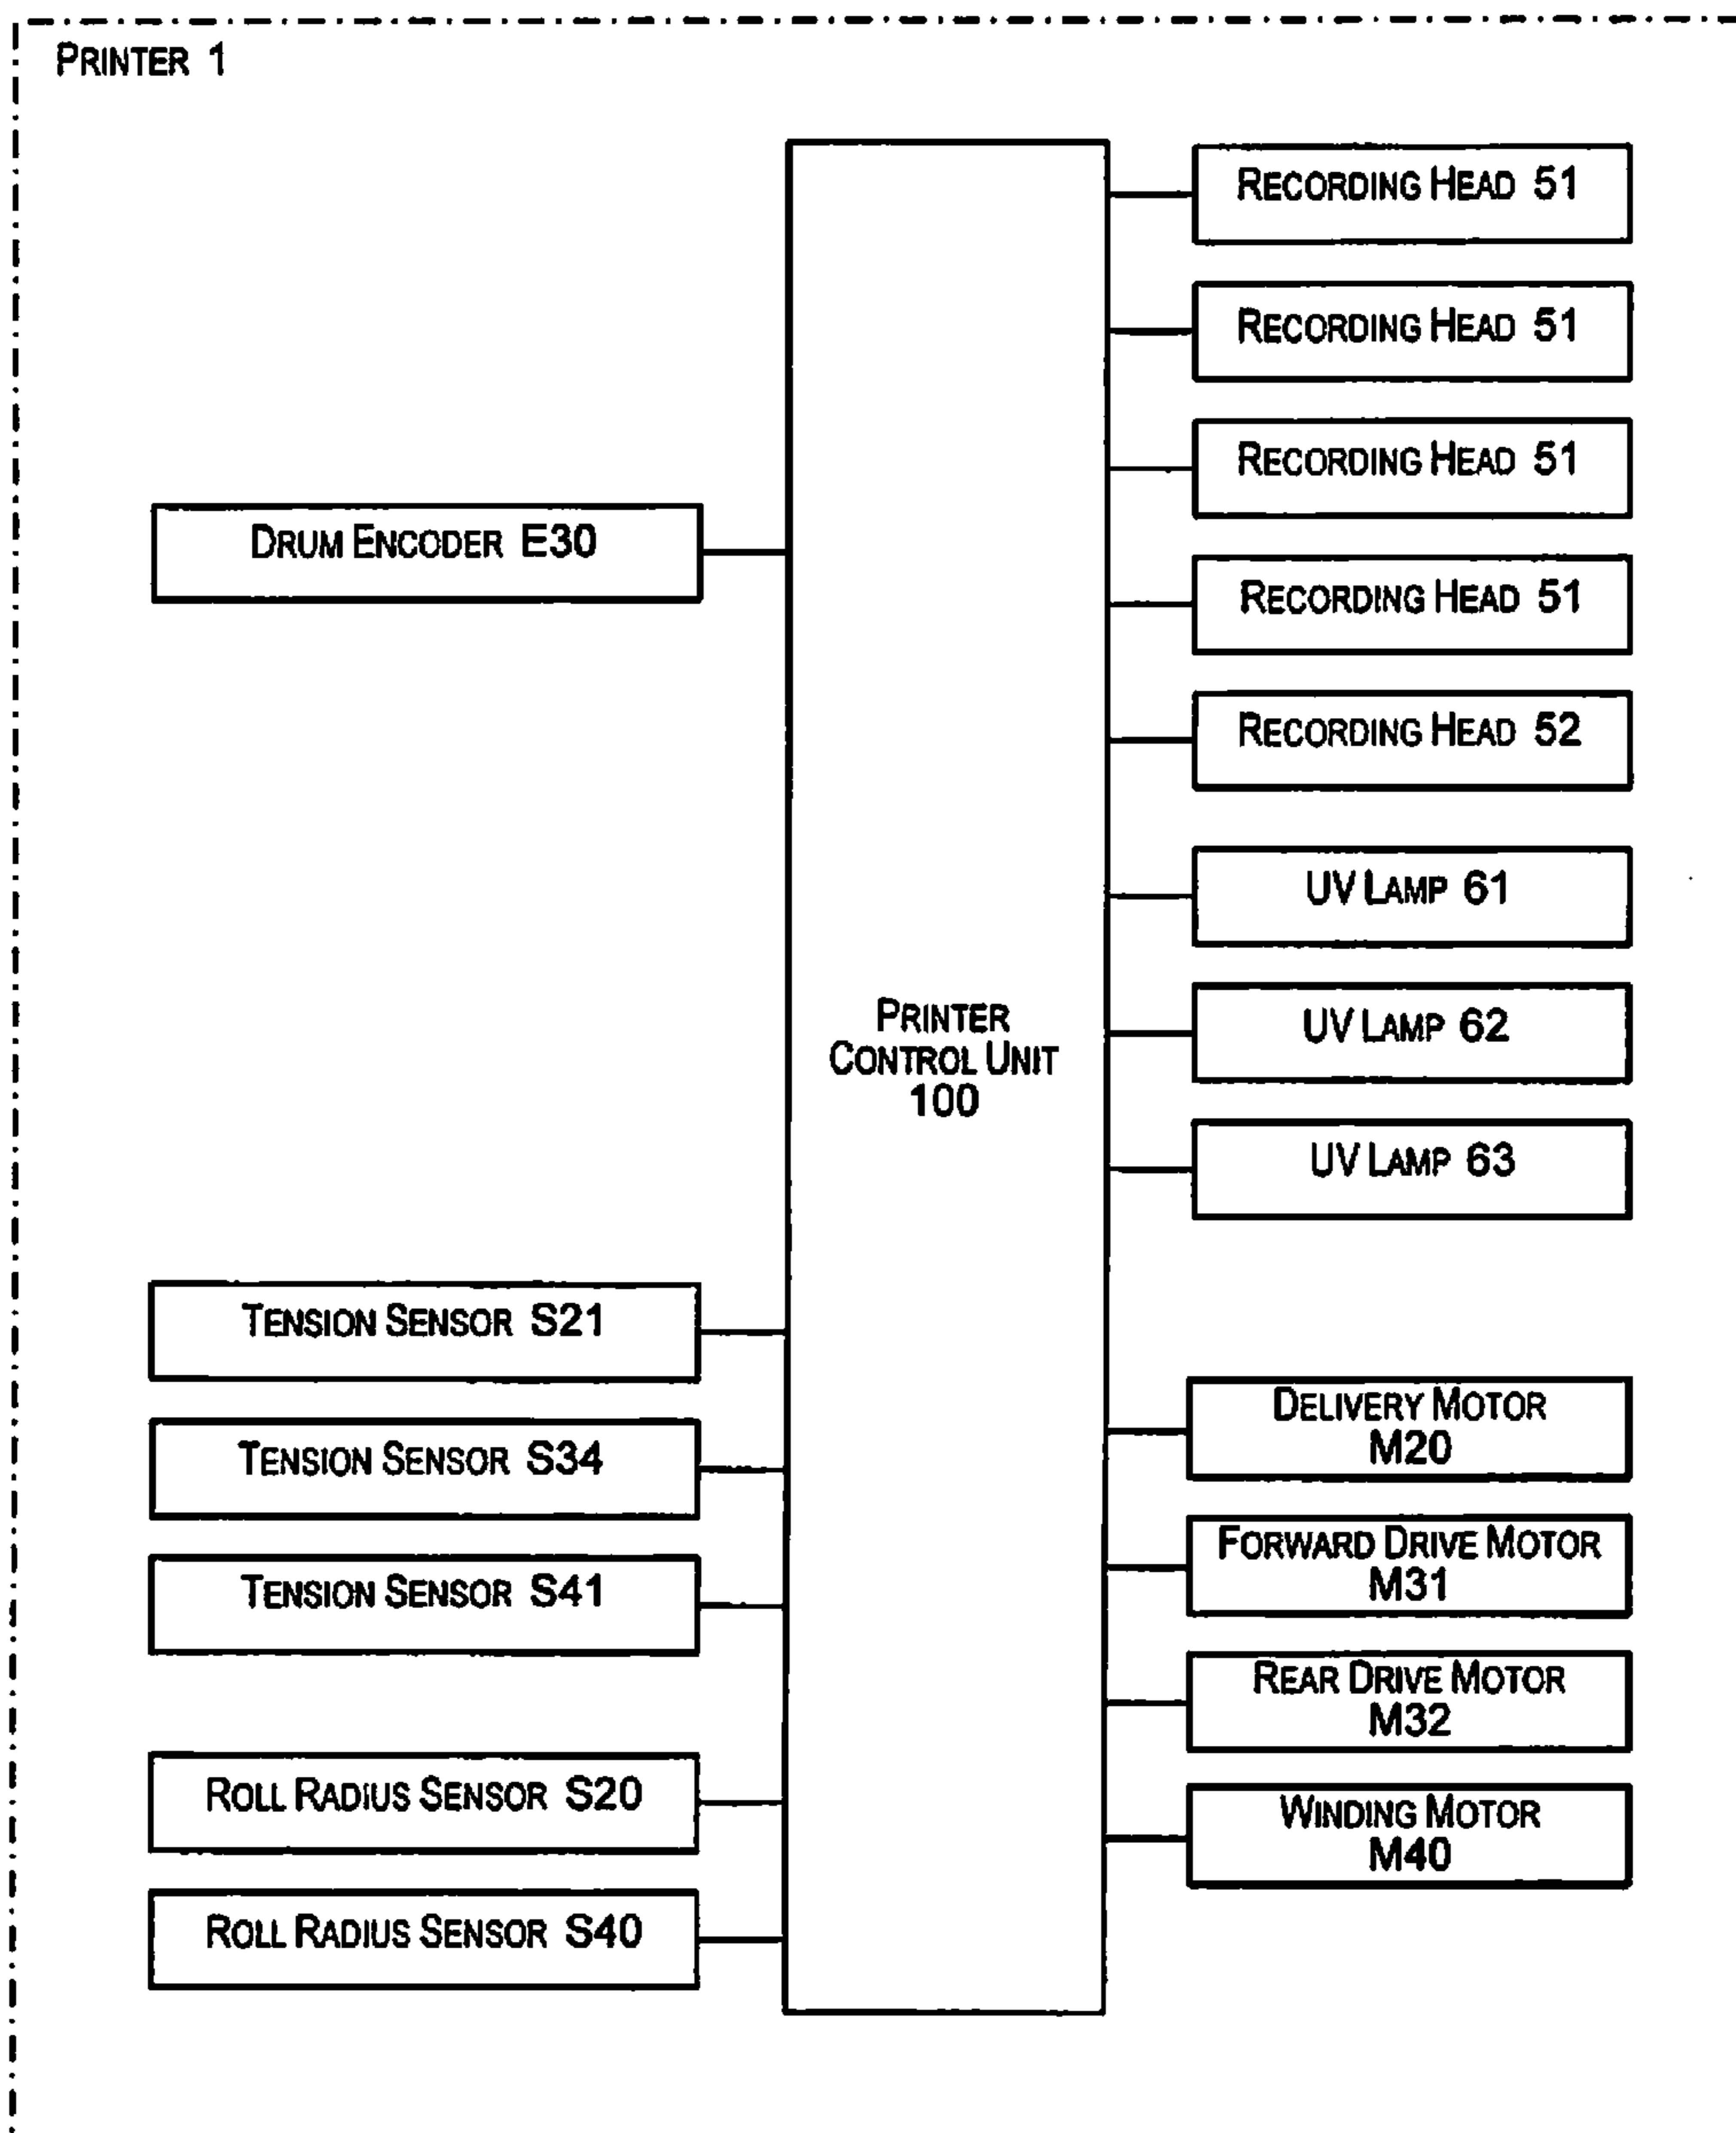 PRINTER 1
RECORDING HEAD 51
RECORDING HEAD 51
RECORDING HEAD 51
RECORDING HEAD 51
RECORDING HEAD 52
UV LAMP 61
UV LAMP 62
UV LAMP 63
DRUM ENCODER E30
PRINTER
CONTROL UNIT
100
TENSION SENSOR S21
TENSION SENSOR S34
TENSION SENSOR S41
ROLL RADIUS SENSOR S20
ROLL RADIUS SENSOR S40
DELIVERY MOTOR
M20
FORWARD DRIVE MOTOR
M31
REAR DRIVE MOTOR
M32
WINDING MOTOR
M40